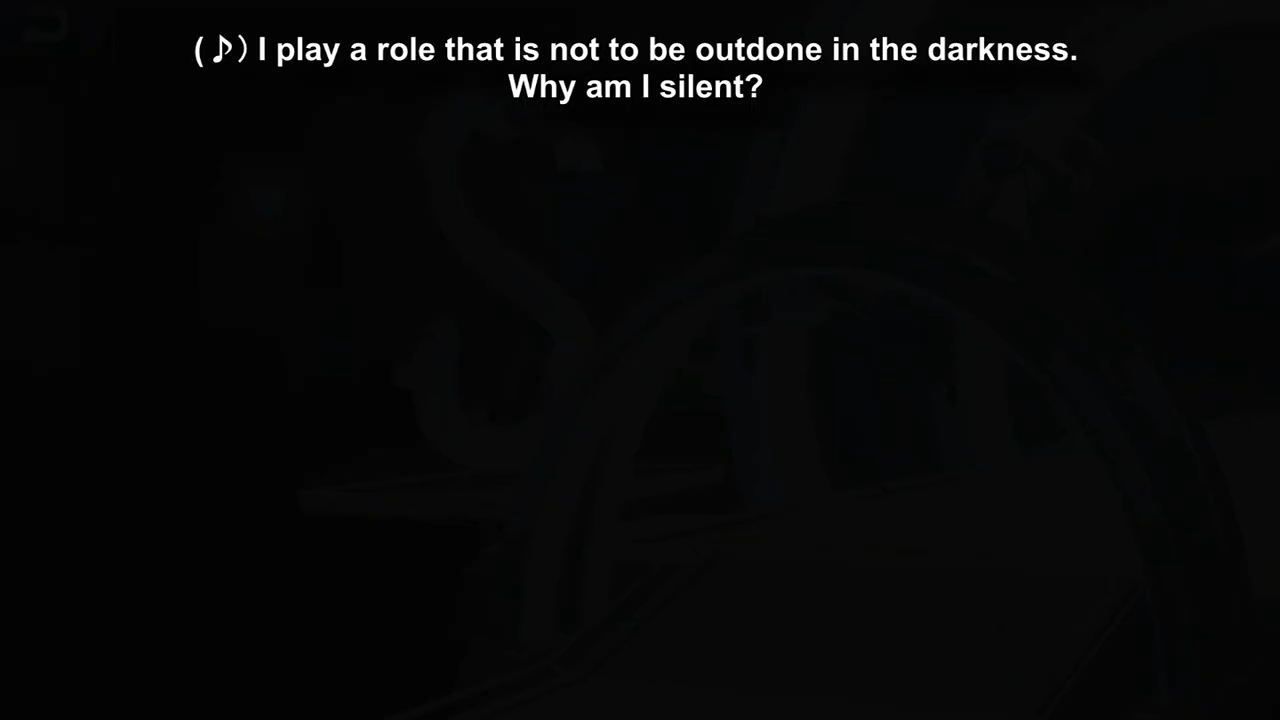 (♪) I play a role that is not to be outdone in the darkness.
Why am I silent?